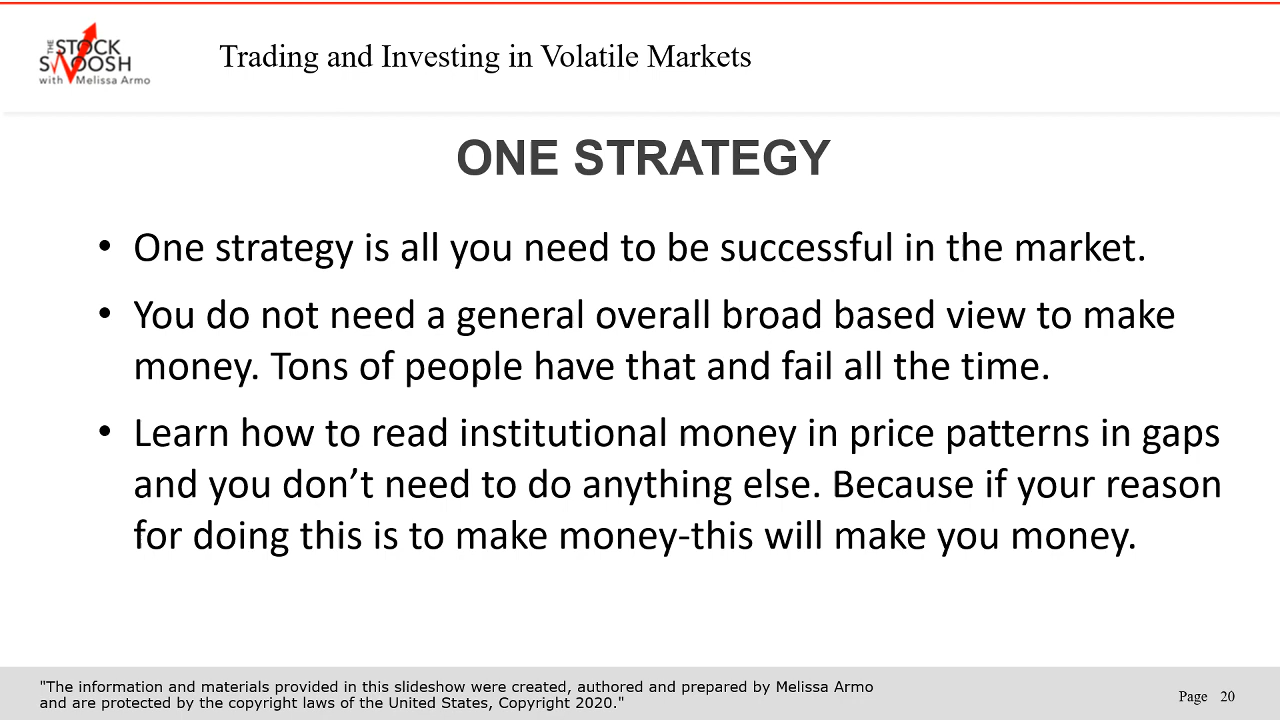 THE
STOCK
SWOOSH
with Melissa Armo
Trading and Investing in Volatile Markets
ONE STRATEGY
• One strategy is all you need to be successful in the market.
• You do not need a general overall broad based view to make
money. Tons of people have that and fail all the time.
• Learn how to read institutional money in price patterns in gaps
and you don’t need to do anything else. Because if your reason
for doing this is to make money-this will make you money.
"The information and materials provided in this slideshow were created, authored and prepared by Melissa Armo
and are protected by the copyright laws of the United States, Copyright 2020."
Page 20